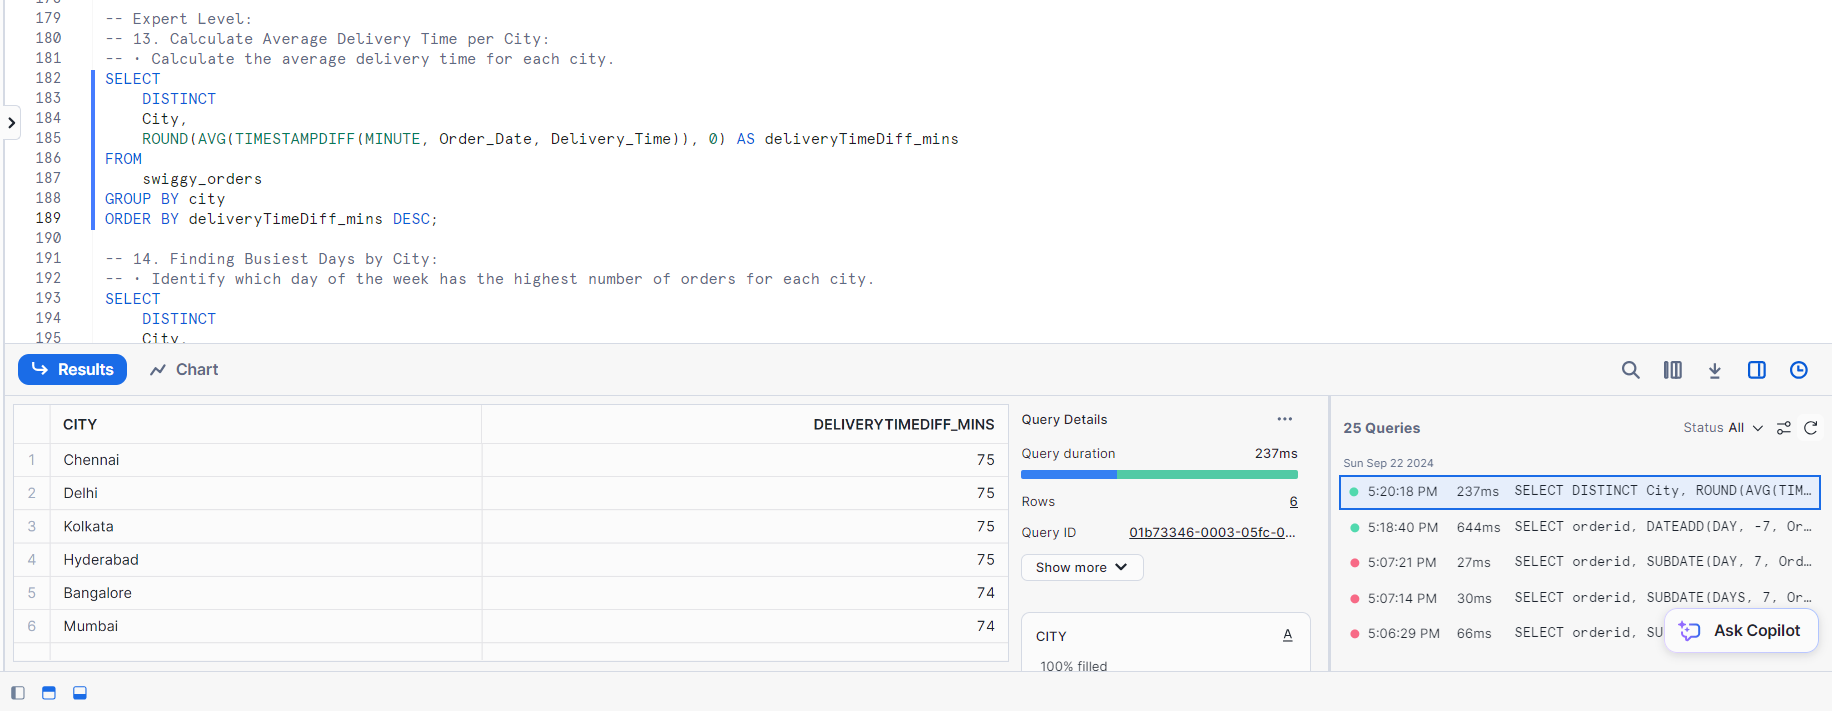 179 -- Expert Level:
180 -- 13. Calculate Average Delivery Time per City:
181 -- · Calculate the average delivery time for each city.
182 SELECT
183 DISTINCT
184 City,
185 ROUND(AVG(TIMESTAMPDIFF(MINUTE, Order_Date, Delivery_Time)), 0) AS deliveryTimeDiff_mins
186 FROM
187 swiggy_orders
188 GROUP BY city
189 ORDER BY deliveryTimeDiff_mins DESC;
190
191 -- 14. Finding Busiest Days by City:
192 -- · Identify which day of the week has the highest number of orders for each city.
193 SELECT
194 DISTINCT
195 City,
Results Chart
CITY DELIVERYTIMEDIFF_MINS
1 Chennai 75
2 Delhi 75
3 Kolkata 75
4 Hyderabad 75
5 Bangalore 74
6 Mumbai 74
Query Details ...
Query duration 237ms
Rows 6
Query ID 01b73346-0003-05fc-0...
Show more
CITY A
100% filled
25 Queries Status All
Sun Sep 22 2024
5:20:18 PM 237ms SELECT DISTINCT City, ROUND(AVG(TIM...
5:18:40 PM 644ms SELECT orderid, DATEADD(DAY, -7, Or...
5:07:21 PM 27ms SELECT orderid, SUBDATE(DAY, 7, Ord...
5:07:14 PM 30ms SELECT orderid, SUBDATE(DAYS, 7, Or...
5:06:29 PM 66ms SELECT orderid, SU
Ask Copilot